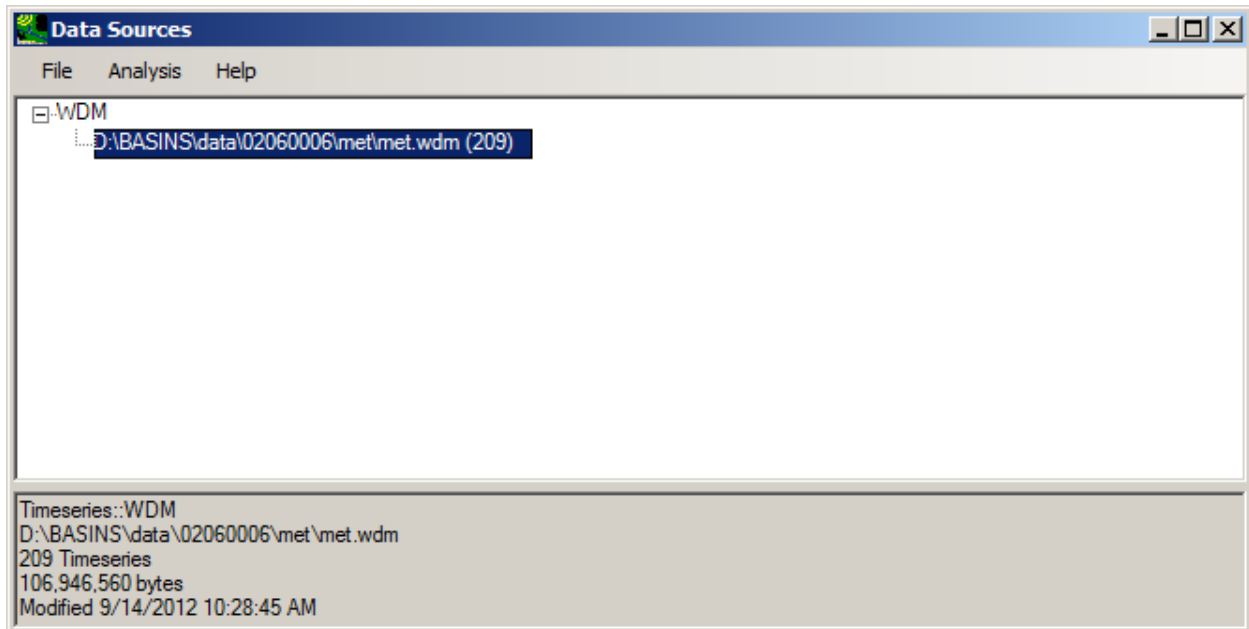 Data Sources
File Analysis Help
WDM
D:\BASINS\data\02060006\met\met.wdm (209)
Timeseries::WDM
D:\BASINS\data\02060006\met\met.wdm
209 Timeseries
106,946,560 bytes
Modified 9/14/2012 10:28:45 AM